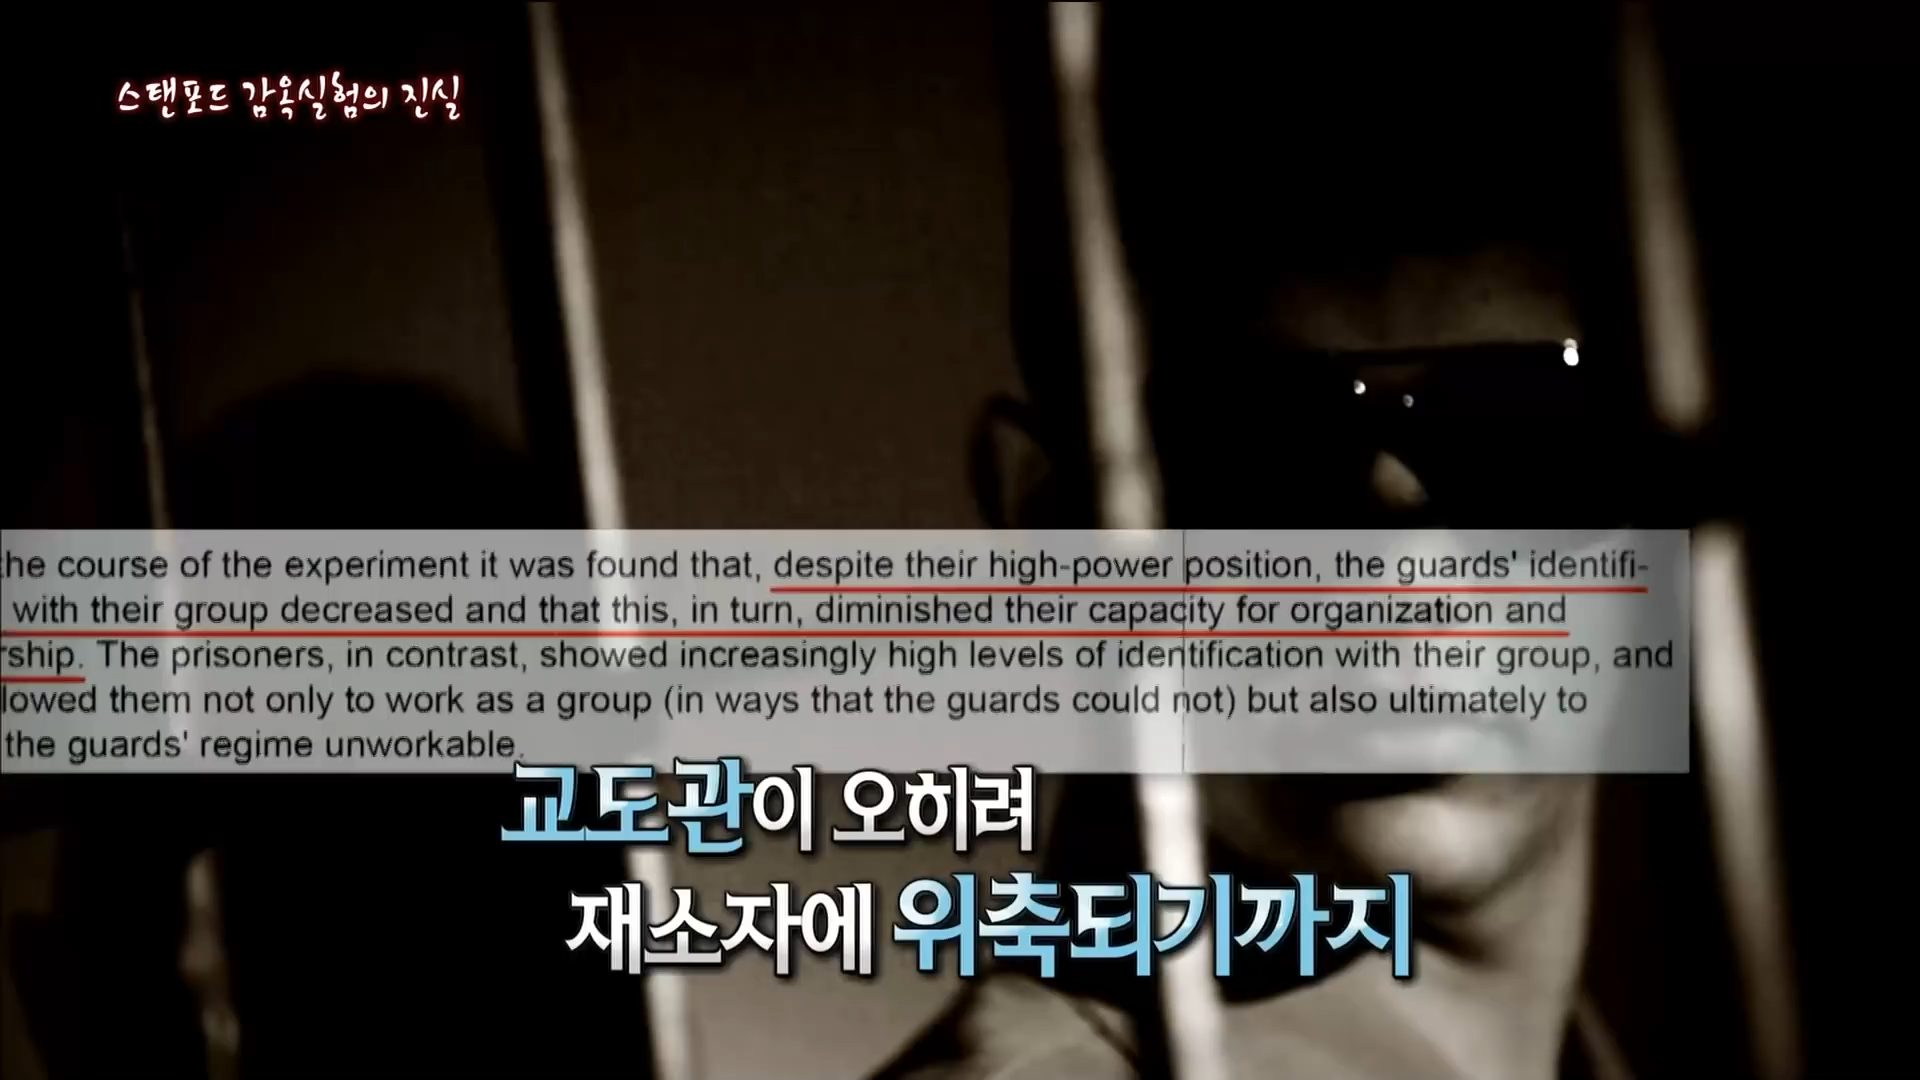 스탠포드 감옥실험의 진실
he course of the experiment it was found that, despite their high-power position, the guards' identifi-
with their group decreased and that this, in turn, diminished their capacity for organization and
rship. The prisoners, in contrast, showed increasingly high levels of identification with their group, and
lowed them not only to work as a group (in ways that the guards could not) but also ultimately to
the guards' regime unworkable.
교도관이 오히려
재소자에 위축되기까지